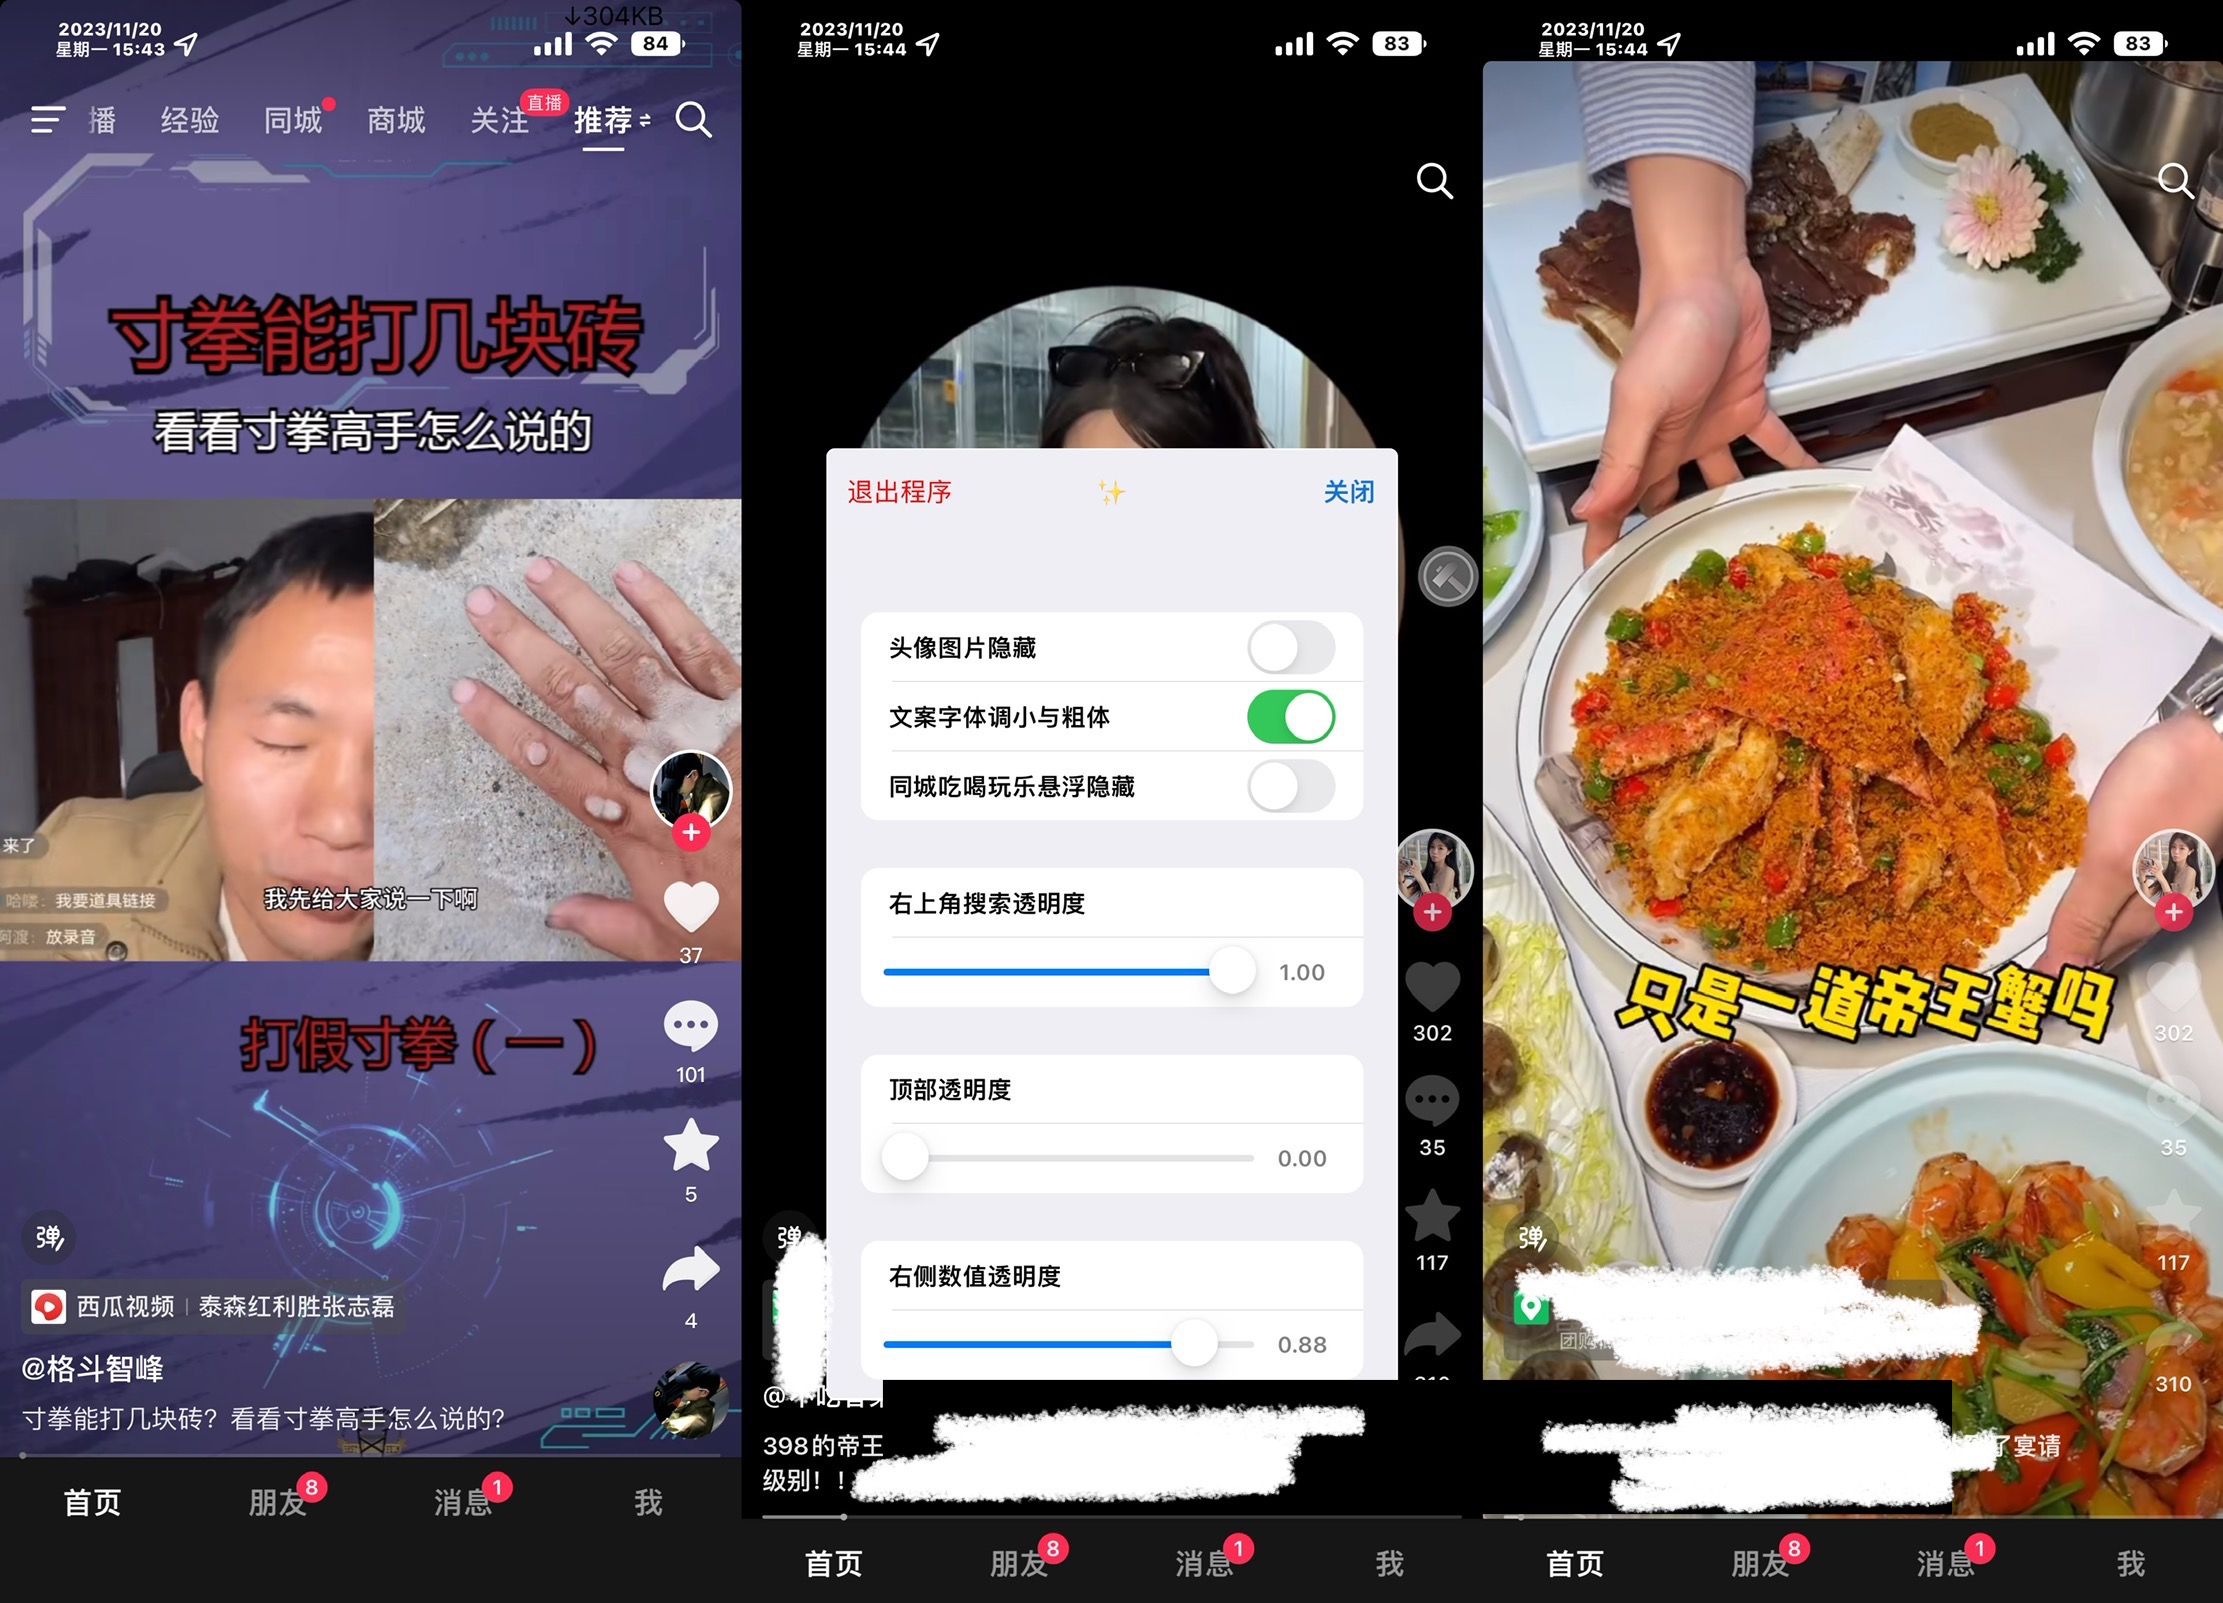 ↓304KB
2023/11/20
星期一 15:43
84
播 经验 同城 商城 关注 直播 推荐
寸拳能打几块砖
看看寸拳高手怎么说的
来了
哈喽：我要道具链接
阿渡：放录音
我先给大家说一下啊
37
打假寸拳（一）
101
5
4
弹
西瓜视频 | 泰森红利胜张志磊
@格斗智峰
寸拳能打几块砖？看看寸拳高手怎么说的？
首页 朋友 8 消息 1 我
2023/11/20
星期一 15:44
83
退出程序 关闭
头像图片隐藏
文案字体调小与粗体
同城吃喝玩乐悬浮隐藏
右上角搜索透明度
1.00
顶部透明度
0.00
右侧数值透明度
0.88
302
35
117
弹
398的帝王
级别！！
首页 朋友 8 消息 1 我
2023/11/20
星期一 15:44
83
只是一道帝王蟹吗
302
35
117
310
弹
团购
了宴请
首页 朋友 8 消息 1 我